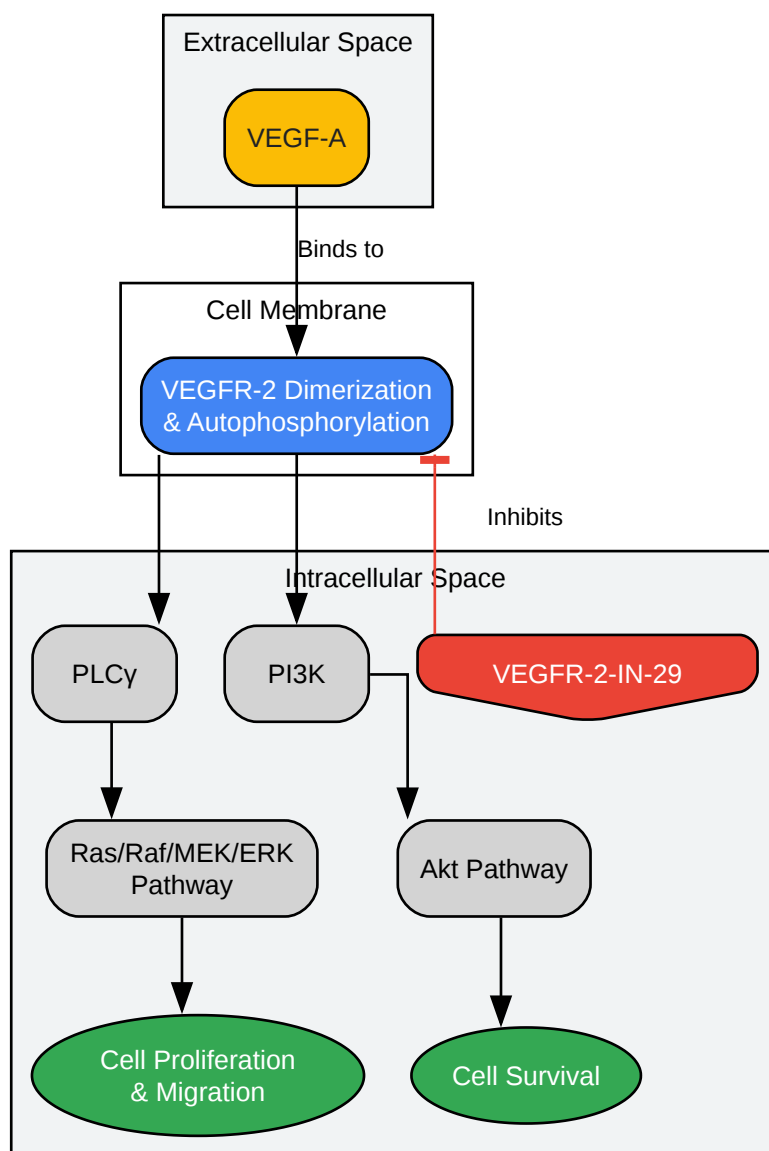 Extracellular Space
VEGF-A
Binds to
Cell Membrane
VEGFR-2 Dimerization
& Autophosphorylation
Inhibits
Intracellular Space
PLCγ
PI3K
VEGFR-2-IN-29
Ras/Raf/MEK/ERK
Pathway
Akt Pathway
Cell Proliferation
& Migration
Cell Survival